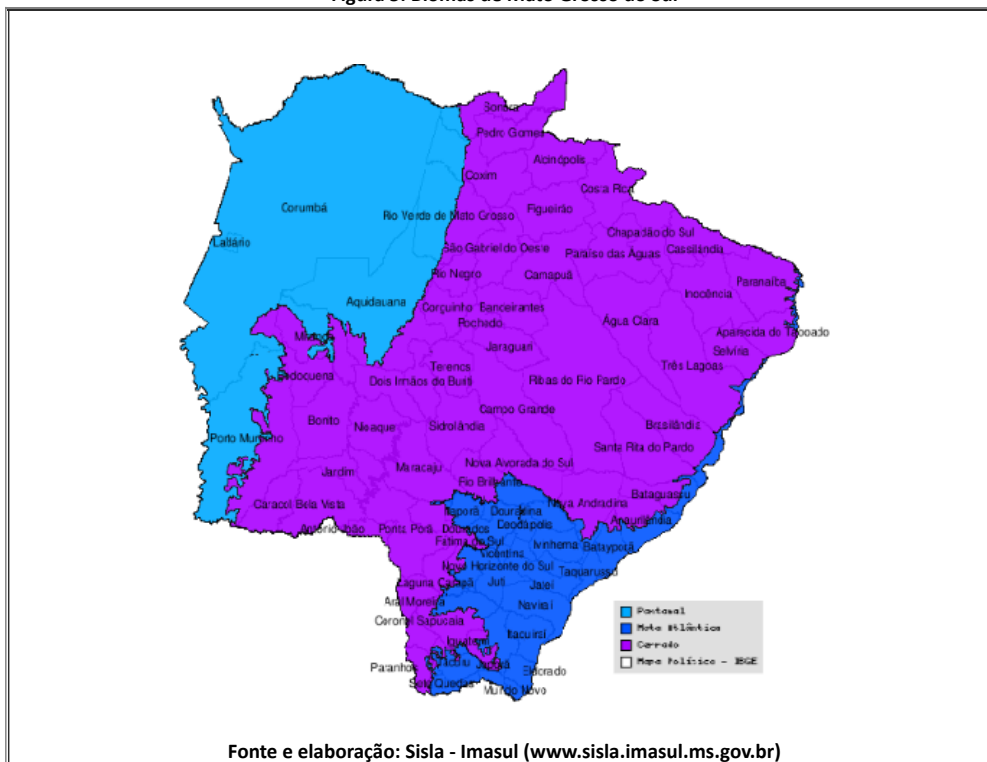 Figura 3: Biomas de Mato Grosso do Sul
Sonora
Pedro Gomes
Alcinópolis
Coxim
Costa Rica
Corumbá
Rio Verde de Mato Grosso
Figueirão
Chapadão do Sul
Ladário
São Gabriel do Oeste
Paraíso das Águas
Cassilândia
Rio Negro
Camapuã
Paranaíba
Inocência
Aquidauana
Corguinho
Bandeirantes
Rochedo
Água Clara
Aparecida do Taboado
Miranda
Jaraguari
Selvíria
Terenos
Três Lagoas
Bodoquena
Dois Irmãos do Buriti
Ribas do Rio Pardo
Campo Grande
Bonito
Nioaque
Sidrolândia
Brasilândia
Porto Murtinho
Santa Rita do Pardo
Maracaju
Nova Alvorada do Sul
Jardim
Rio Brilhante
Caracol
Bela Vista
Nova Andradina
Bataguassu
Itaporã
Douradina
Anaurilândia
Antônio João
Ponta Porã
Dourados
Deodápolis
Fátima do Sul
Ivinhema
Batayporã
Vicentina
Novo Horizonte do Sul
Taquarussu
Laguna Carapã
Juti
Jateí
Aral Moreira
Naviraí
Coronel Sapucaia
Itaquiraí
Iguatemi
Paranhos
Tacuru
Japorã
Eldorado
Sete Quedas
Mundo Novo
Pantanal
Mata Atlântica
Cerrado
Mapa Político - IBGE
Fonte e elaboração: Sisla - Imasul (www.sisla.imasul.ms.gov.br)